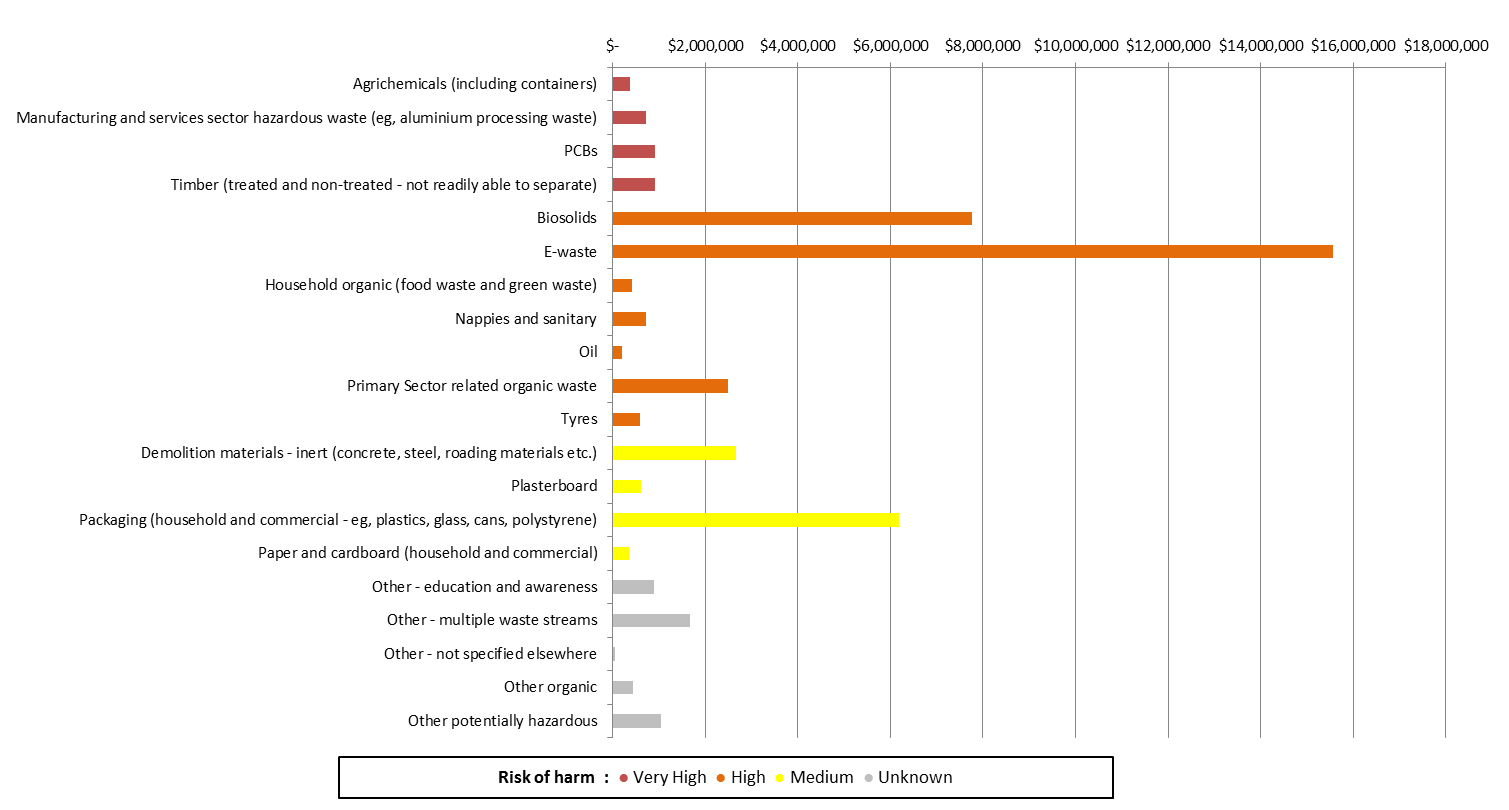 $- $2,000,000 $4,000,000 $6,000,000 $8,000,000 $10,000,000 $12,000,000 $14,000,000 $16,000,000 $18,000,000
Agrichemicals (including containers)
Manufacturing and services sector hazardous waste (eg, aluminium processing waste)
PCBs
Timber (treated and non-treated - not readily able to separate)
Biosolids
E-waste
Household organic (food waste and green waste)
Nappies and sanitary
Oil
Primary Sector related organic waste
Tyres
Demolition materials - inert (concrete, steel, roading materials etc.)
Plasterboard
Packaging (household and commercial - eg, plastics, glass, cans, polystyrene)
Paper and cardboard (household and commercial)
Other - education and awareness
Other - multiple waste streams
Other - not specified elsewhere
Other organic
Other potentially hazardous
Risk of harm : Very High High Medium Unknown